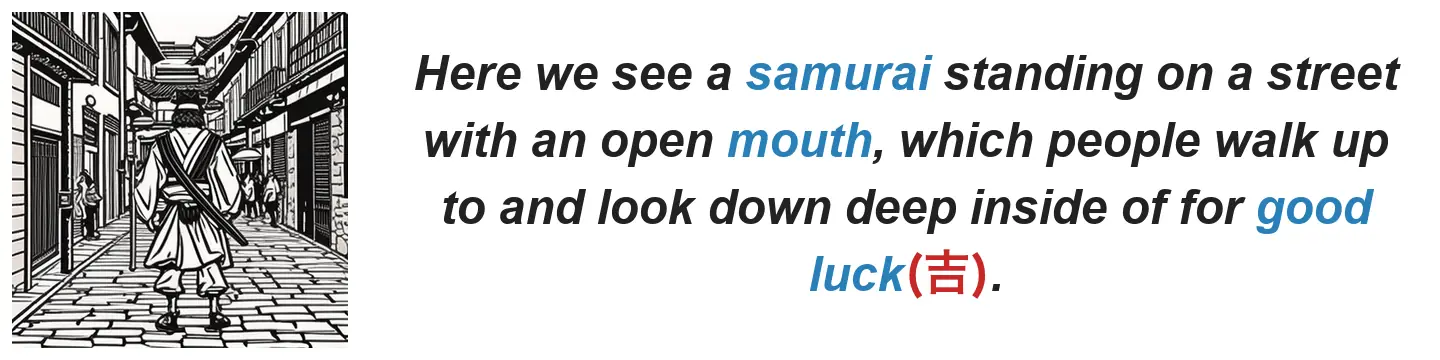 Here we see a samurai standing on a street
with an open mouth, which people walk up
to and look down deep inside of for good
luck(吉).